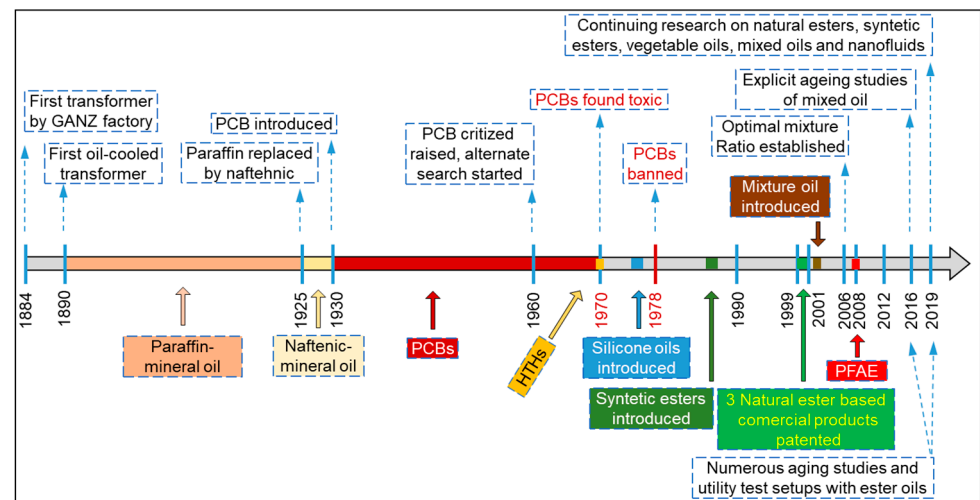 Continuing research on natural esters, syntetic
esters, vegetable oils, mixed oils and nanofluids
Explicit ageing studies
of mixed oil
First transformer
by GANZ factory
PCB introduced
PCBs found toxic
First oil-cooled
transformer
Paraffin replaced
by naftehnic
PCB critized
raised, alternate
search started
PCBs
banned
Optimal mixture
Ratio established
Mixture oil
introduced
1884
1890
1925
1930
1960
1970
1978
1990
1999
2001
2006
2008
2012
2016
2019
Paraffin-
mineral oil
Naftenic-
mineral oil
PCBs
HTHs
Silicone oils
introduced
PFAE
Syntetic esters
introduced
3 Natural ester based
comercial products
patented
Numerous aging studies and
utility test setups with ester oils